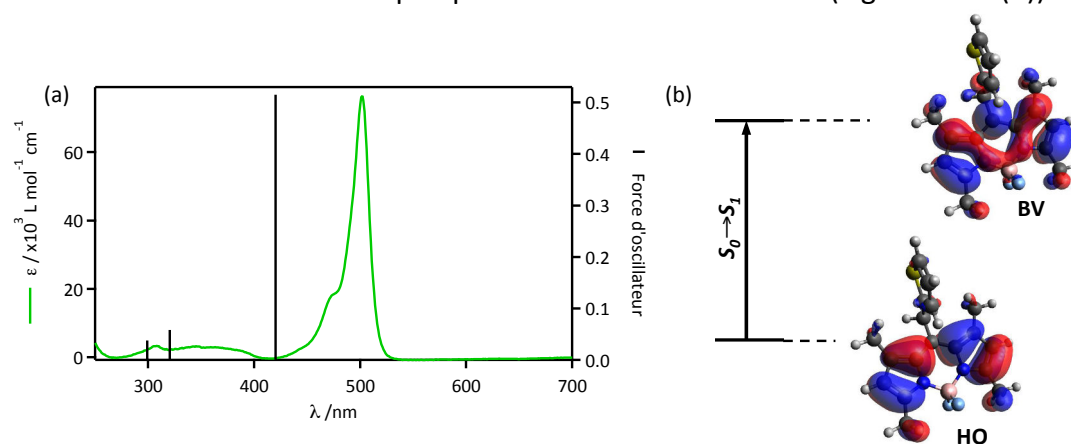 (a)
(b)
ε / x10³ L mol⁻¹ cm⁻¹
60
40
20
0
0.5
0.4
0.3
0.2
0.1
0.0
Force d'oscillateur
300
400
500
600
700
λ /nm
S₀→S₁
BV
HO